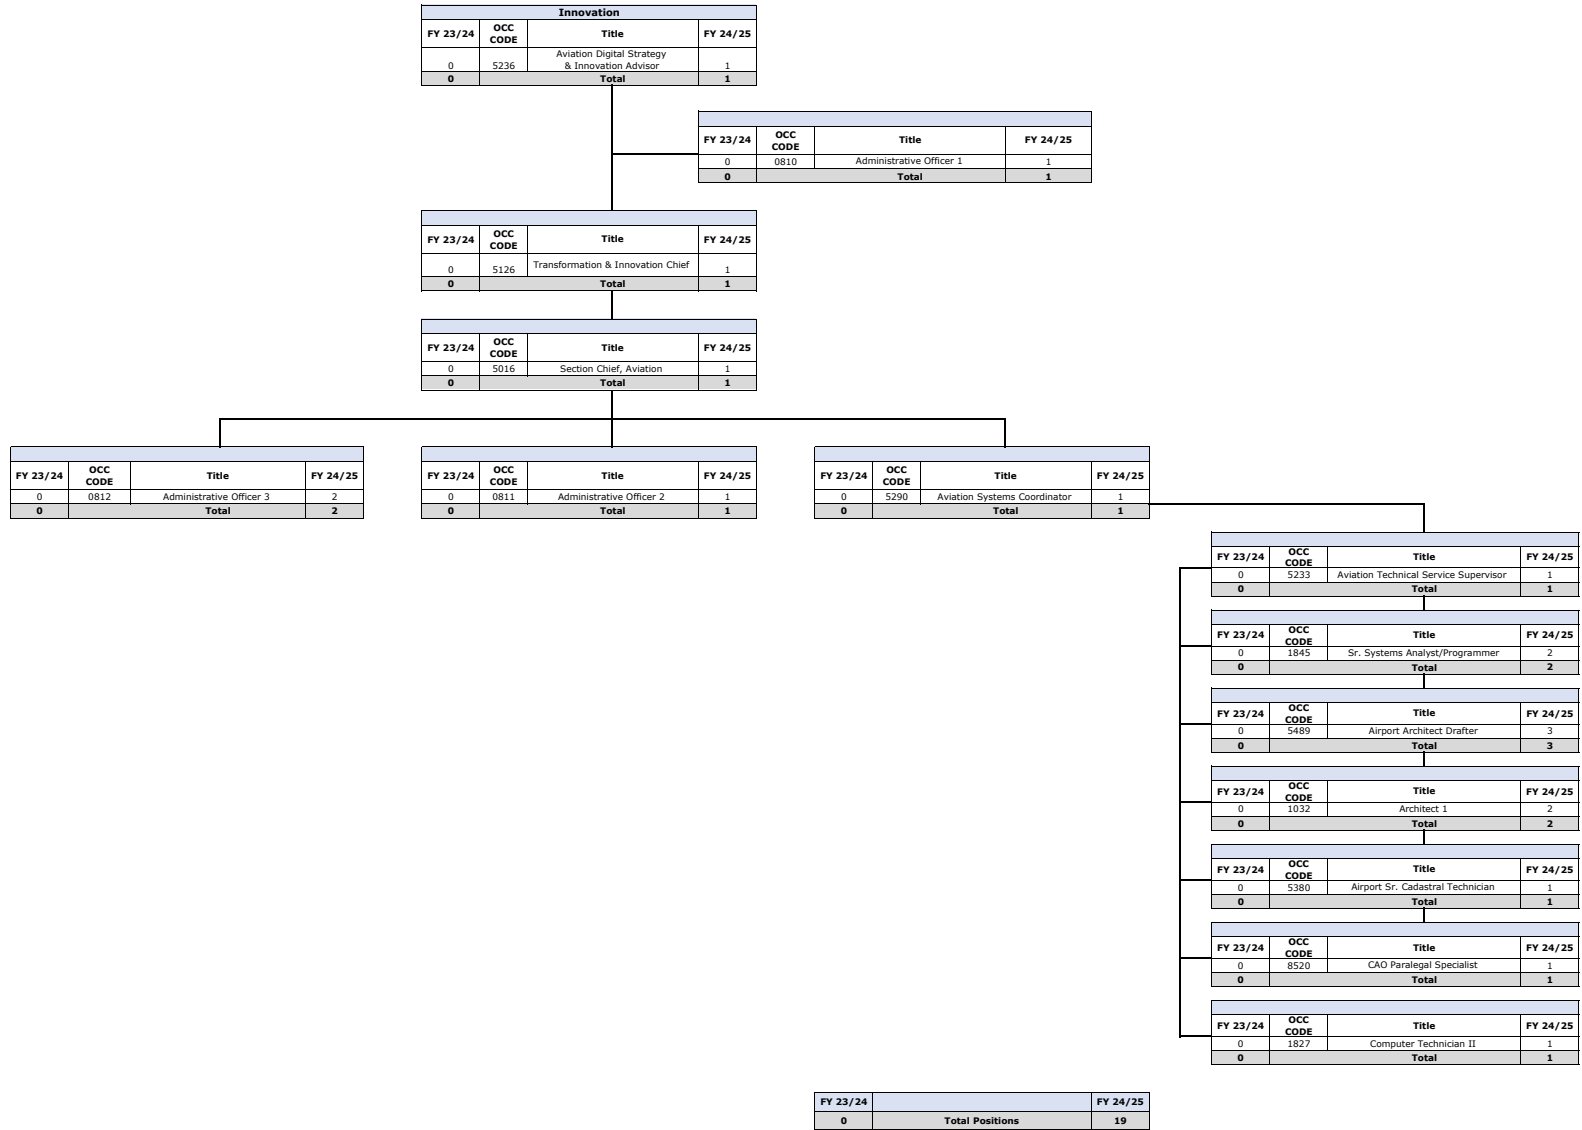 Innovation
FY 23/24 OCC CODE Title FY 24/25
0 5236 Aviation Digital Strategy & Innovation Advisor 1
0 Total 1
FY 23/24 OCC CODE Title FY 24/25
0 0810 Administrative Officer 1 1
0 Total 1
FY 23/24 OCC CODE Title FY 24/25
0 5126 Transformation & Innovation Chief 1
0 Total 1
FY 23/24 OCC CODE Title FY 24/25
0 5016 Section Chief, Aviation 1
0 Total 1
FY 23/24 OCC CODE Title FY 24/25
0 0812 Administrative Officer 3 2
0 Total 2
FY 23/24 OCC CODE Title FY 24/25
0 0811 Administrative Officer 2 1
0 Total 1
FY 23/24 OCC CODE Title FY 24/25
0 5290 Aviation Systems Coordinator 1
0 Total 1
FY 23/24 OCC CODE Title FY 24/25
0 5233 Aviation Technical Service Supervisor 1
0 Total 1
FY 23/24 OCC CODE Title FY 24/25
0 1845 Sr. Systems Analyst/Programmer 2
0 Total 2
FY 23/24 OCC CODE Title FY 24/25
0 5489 Airport Architect Drafter 3
0 Total 3
FY 23/24 OCC CODE Title FY 24/25
0 1032 Architect 1 2
0 Total 2
FY 23/24 OCC CODE Title FY 24/25
0 5380 Airport Sr. Cadastral Technician 1
0 Total 1
FY 23/24 OCC CODE Title FY 24/25
0 8520 CAO Paralegal Specialist 1
0 Total 1
FY 23/24 OCC CODE Title FY 24/25
0 1827 Computer Technician II 1
0 Total 1
FY 23/24 FY 24/25
0 Total Positions 19